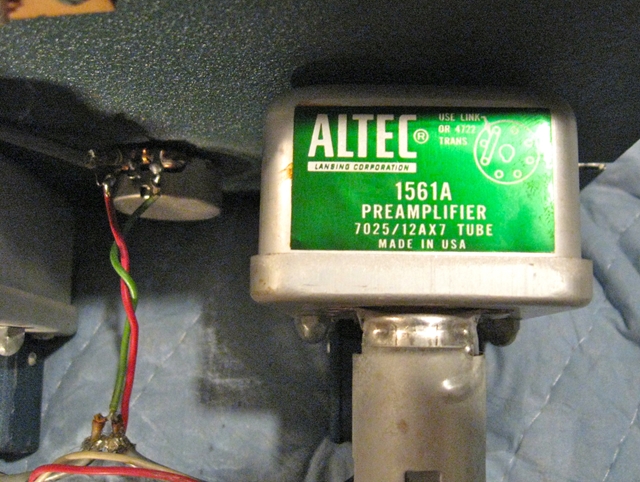 ALTEC®
LANSING CORPORATION
USE LINK
OR 4722
TRANS
1561A
PREAMPLIFIER
7025/12AX7 TUBE
MADE IN USA